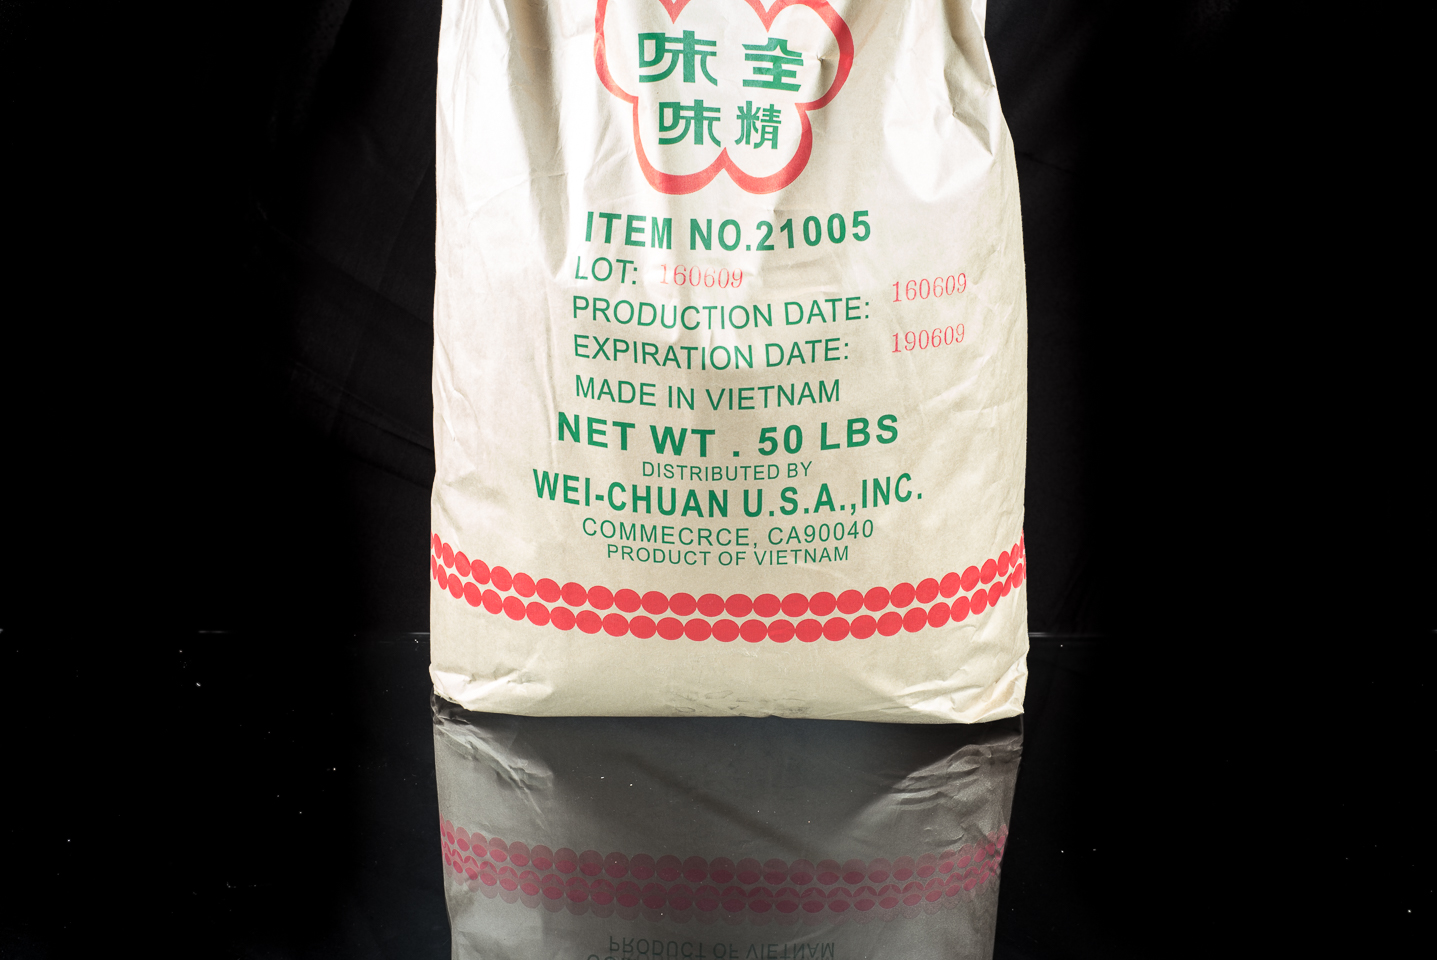 味全
味精
ITEM NO.21005
LOT: 160609
PRODUCTION DATE: 160609
EXPIRATION DATE: 190609
MADE IN VIETNAM
NET WT . 50 LBS
DISTRIBUTED BY
WEI-CHUAN U.S.A.,INC.
COMMECRCE, CA90040
PRODUCT OF VIETNAM